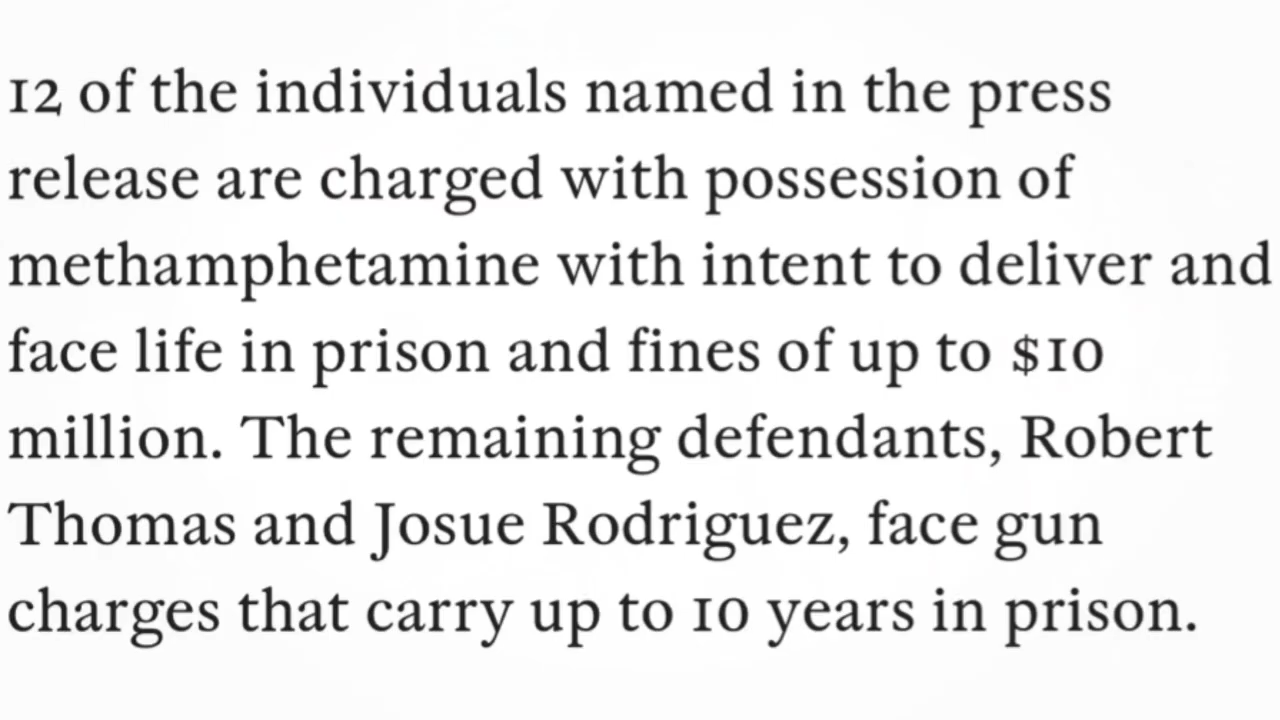 12 of the individuals named in the press
release are charged with possession of
methamphetamine with intent to deliver and
face life in prison and fines of up to $10
million. The remaining defendants, Robert
Thomas and Josue Rodriguez, face gun
charges that carry up to 10 years in prison.